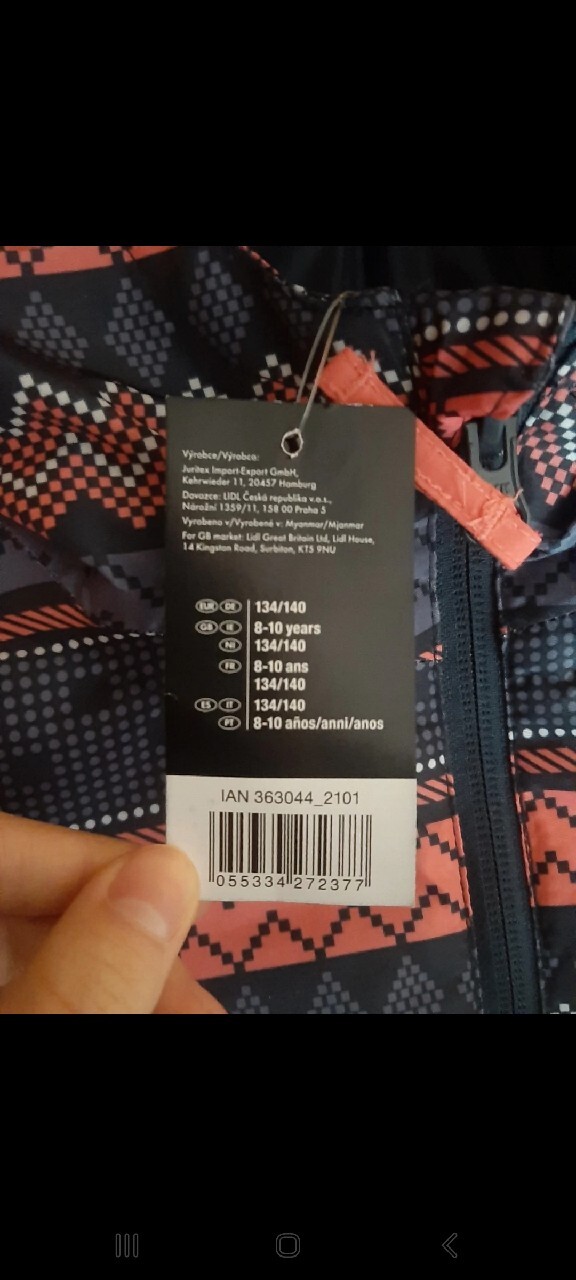 Výrobce/Výrobca:
Juritex Import-Export GmbH,
Kehrwieder 11, 20457 Hamburg
Dovozce: LIDL Česká republika v.o.s.,
Nárožní 1359/11, 158 00 Praha 5
Vyrobeno v/Vyrobené v: Myanmar/Mjanmar
For GB market: Lidl Great Britain Ltd, Lidl House,
14 Kingston Road, Surbiton, KT5 9NU
EUR DE 134/140
GB IE 8-10 years
NI 134/140
FR 8-10 ans
134/140
ES IT 134/140
PT 8-10 años/anni/anos
IAN 363044_2101
055334 272377